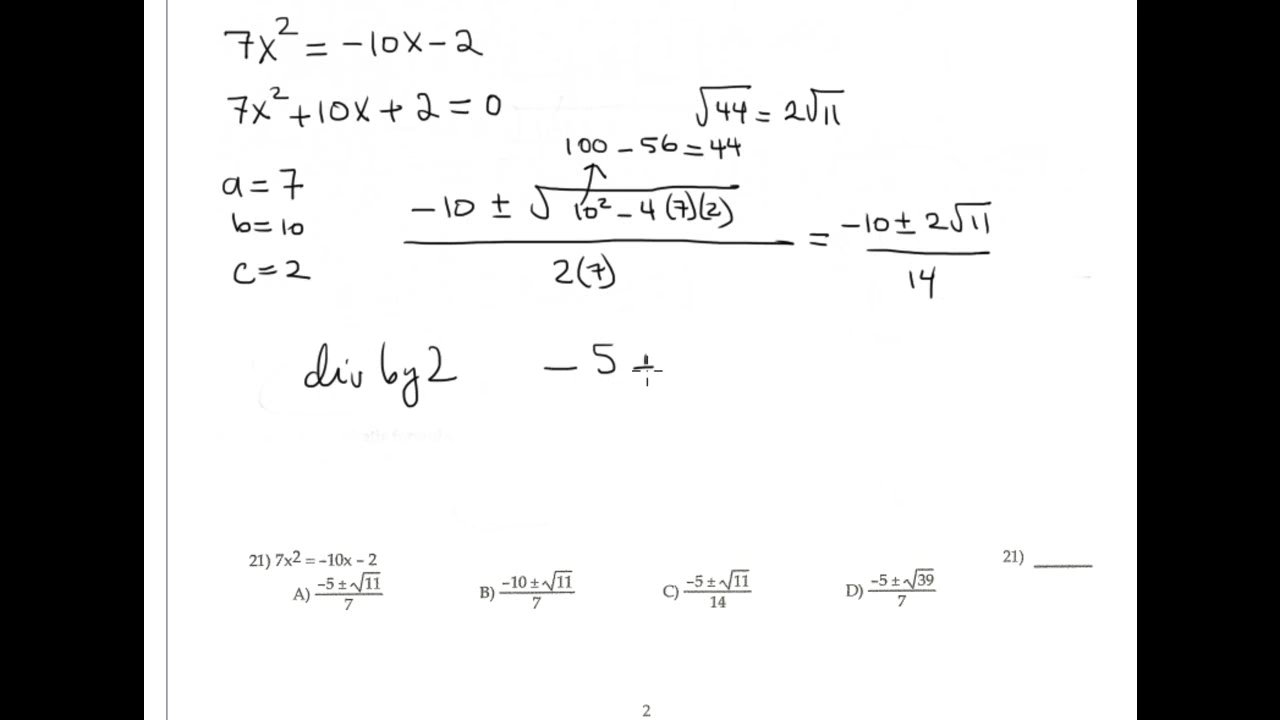 7x² = -10x - 2
7x² + 10x + 2 = 0
√44 = 2√11
100 - 56 = 44
a = 7
b = 10
c = 2
-10 ± √10² - 4(7)(2)
2(7)
= -10 ± 2√11
14
div by 2 - 5 +
21) 7x² = -10x - 2
21) ______
A) -5 ± √11 / 7 B) -10 ± √11 / 7 C) -5 ± √11 / 14 D) -5 ± √39 / 7
2